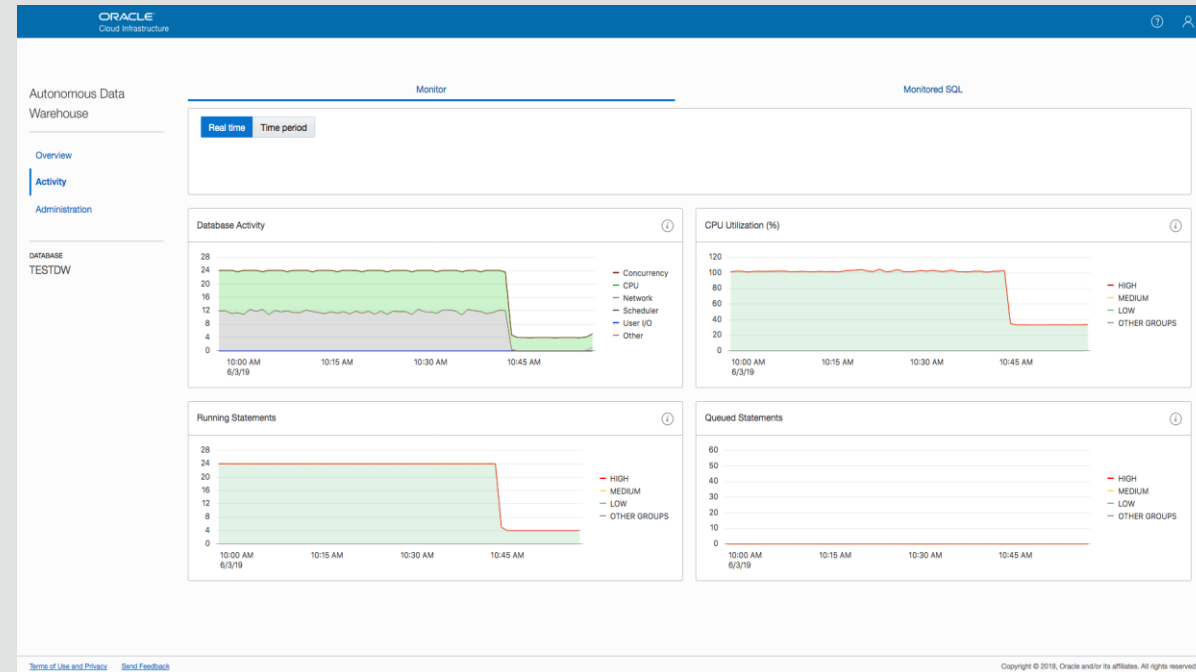 ORACLE
Cloud Infrastructure
Autonomous Data
Warehouse
Overview
Activity
Administration
DATABASE
TESTDW
Monitor
Monitored SQL
Real time
Time period
Database Activity
28
24
20
16
12
8
4
0
10:00 AM
6/3/19
10:15 AM
10:30 AM
10:45 AM
Concurrency
CPU
Network
Scheduler
User I/O
Other
CPU Utilization (%)
120
100
80
60
40
20
0
10:00 AM
6/3/19
10:15 AM
10:30 AM
10:45 AM
HIGH
MEDIUM
LOW
OTHER GROUPS
Running Statements
28
24
20
16
12
8
4
0
10:00 AM
6/3/19
10:15 AM
10:30 AM
10:45 AM
HIGH
MEDIUM
LOW
OTHER GROUPS
Queued Statements
60
50
40
30
20
10
0
10:00 AM
6/3/19
10:15 AM
10:30 AM
10:45 AM
HIGH
MEDIUM
LOW
OTHER GROUPS
Terms of Use and Privacy
Send Feedback
Copyright © 2019, Oracle and/or its affiliates. All rights reserved